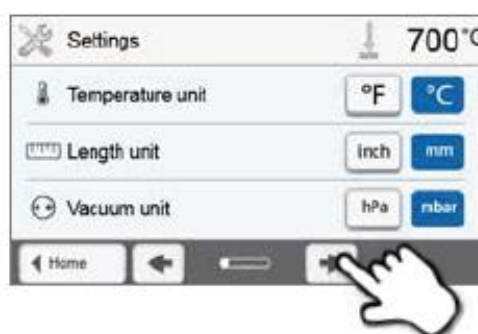 Settings 700°C
Temperature unit °F °C
Length unit inch mm
Vacuum unit hPa mbar
Home